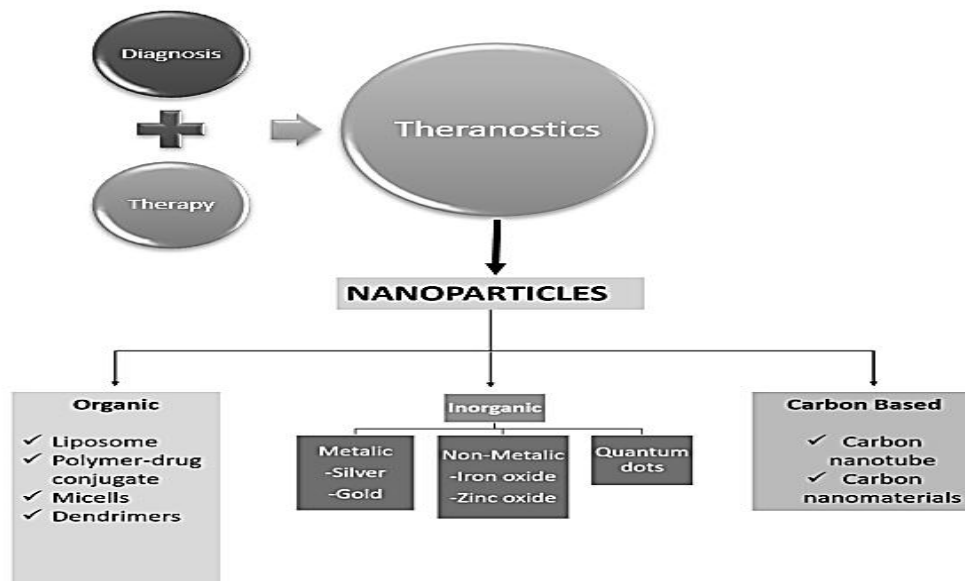 Diagnosis
Therapy
Theranostics
NANOPARTICLES
Organic
✓ Liposome
✓ Polymer-drug
conjugate
✓ Micells
✓ Dendrimers
Inorganic
Metalic
-Silver
-Gold
Non-Metalic
-Iron oxide
-Zinc oxide
Quantum
dots
Carbon Based
✓ Carbon
nanotube
✓ Carbon
nanomaterials